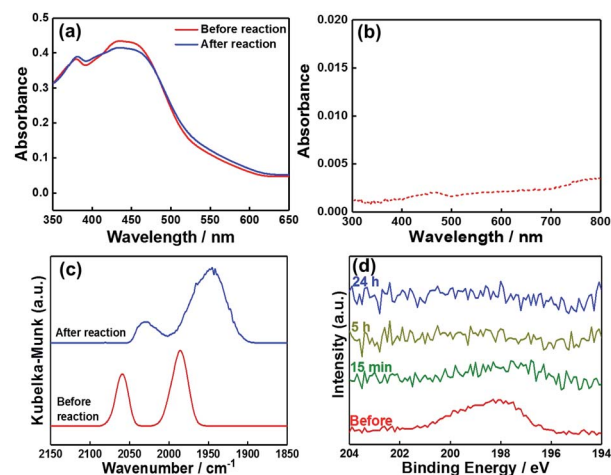 (a)
Before reaction
After reaction
Absorbance
0.5
0.4
0.3
0.2
0.1
0.0
350 400 450 500 550 600 650
Wavelength / nm
(b)
Absorbance
0.020
0.015
0.010
0.005
0.000
300 400 500 600 700 800
Wavelength / nm
(c)
Kubelka-Munk (a.u.)
After reaction
Before
reaction
2150 2100 2050 2000 1950 1900 1850
Wavenumber / cm⁻¹
(d)
Intensity (a.u.)
24 h
5 h
15 min
Before
204 202 200 198 196 194
Binding Energy / eV